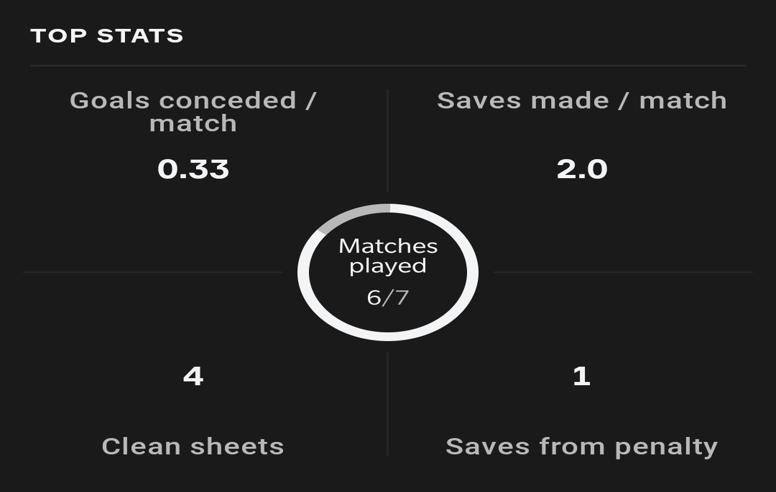 TOP STATS
Goals conceded /
match
0.33
Saves made / match
2.0
Matches
played
6/7
4
Clean sheets
1
Saves from penalty